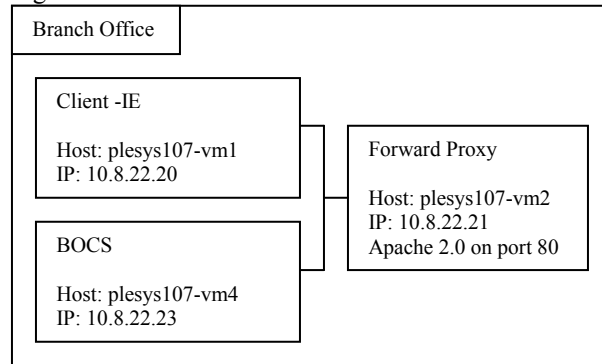 Branch Office
Client -IE
Host: plesys107-vm1
IP: 10.8.22.20
Forward Proxy
Host: plesys107-vm2
IP: 10.8.22.21
Apache 2.0 on port 80
BOCS
Host: plesys107-vm4
IP: 10.8.22.23